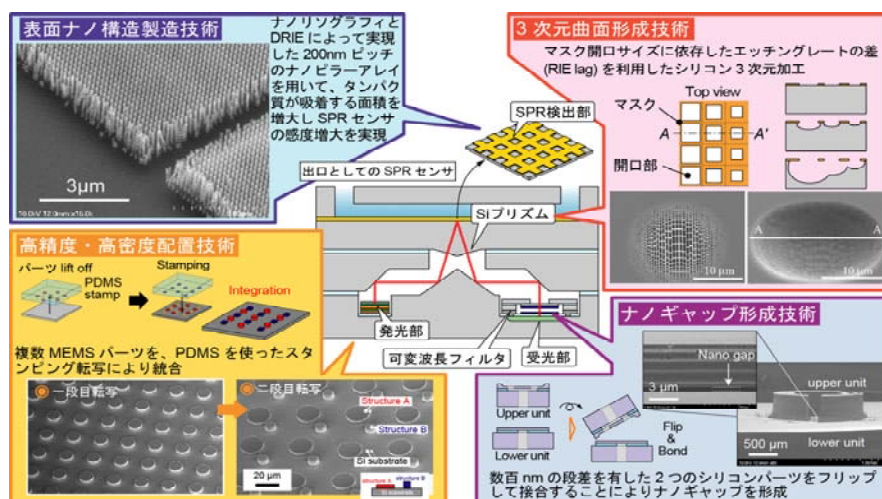 表面ナノ構造製造技術
ナノリソグラフィと
DRIE によって実現
した 200nm ピッチ
のナノピラーアレイ
を用いて、タンパク
質が吸着する面積を
増大し SPR センサ
の感度増大を実現
3μm
3 次元曲面形成技術
マスク開口サイズに依存したエッチングレートの差
(RIE lag) を利用したシリコン 3 次元加工
Top view
マスク
A
A'
開口部
10 μm
A
A
10 μm
SPR検出部
出口としての SPR センサ
Siプリズム
発光部
可変波長フィルタ
受光部
高精度・高密度配置技術
パーツ lift off
PDMS
stamp
Stamping
Integration
複数 MEMS パーツを、PDMS を使ったスタ
ンピング転写により統合
一段目転写
二段目転写
Structure A
Structure B
Si substrate
20 μm
structure A
structure B
Si substrate
ナノギャップ形成技術
Nano gap
3 μm
Upper unit
Lower unit
Flip
&
Bond
upper unit
lower unit
500 μm
数百 nm の段差を有した 2 つのシリコンパーツをフリップ
して接合することによりナノギャップを形成